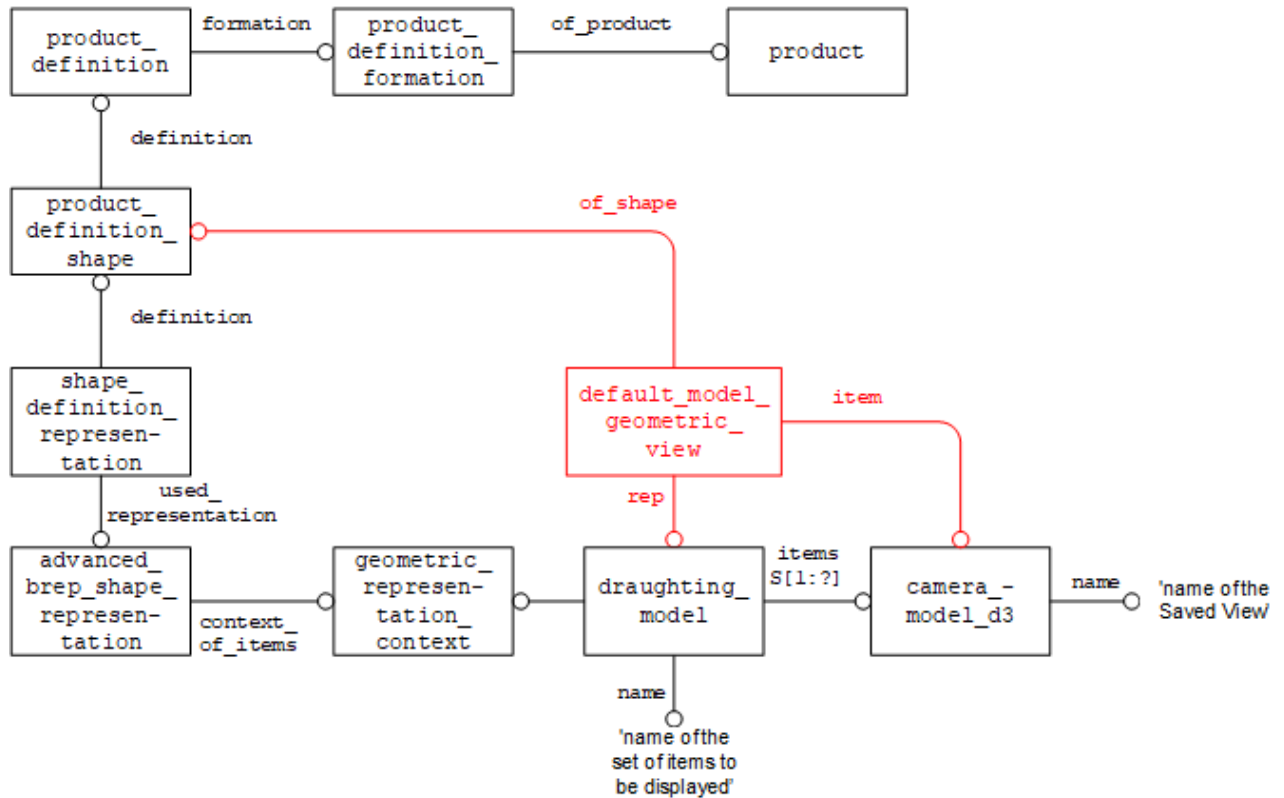 product_
definition
formation
product_
definition_
formation
of_product
product
definition
product_
definition_
shape
of_shape
definition
shape_
definition_
represen-
tation
default_model_
geometric_
view
item
used_
representation
rep
advanced_
brep_shape_
represen-
tation
context_
of_items
geometric_
represen-
tation_
context
draughting_
model
items
S[1:?]
camera_-
model_d3
name
'name of the
Saved View'
name
'name of the
set of items to
be displayed'